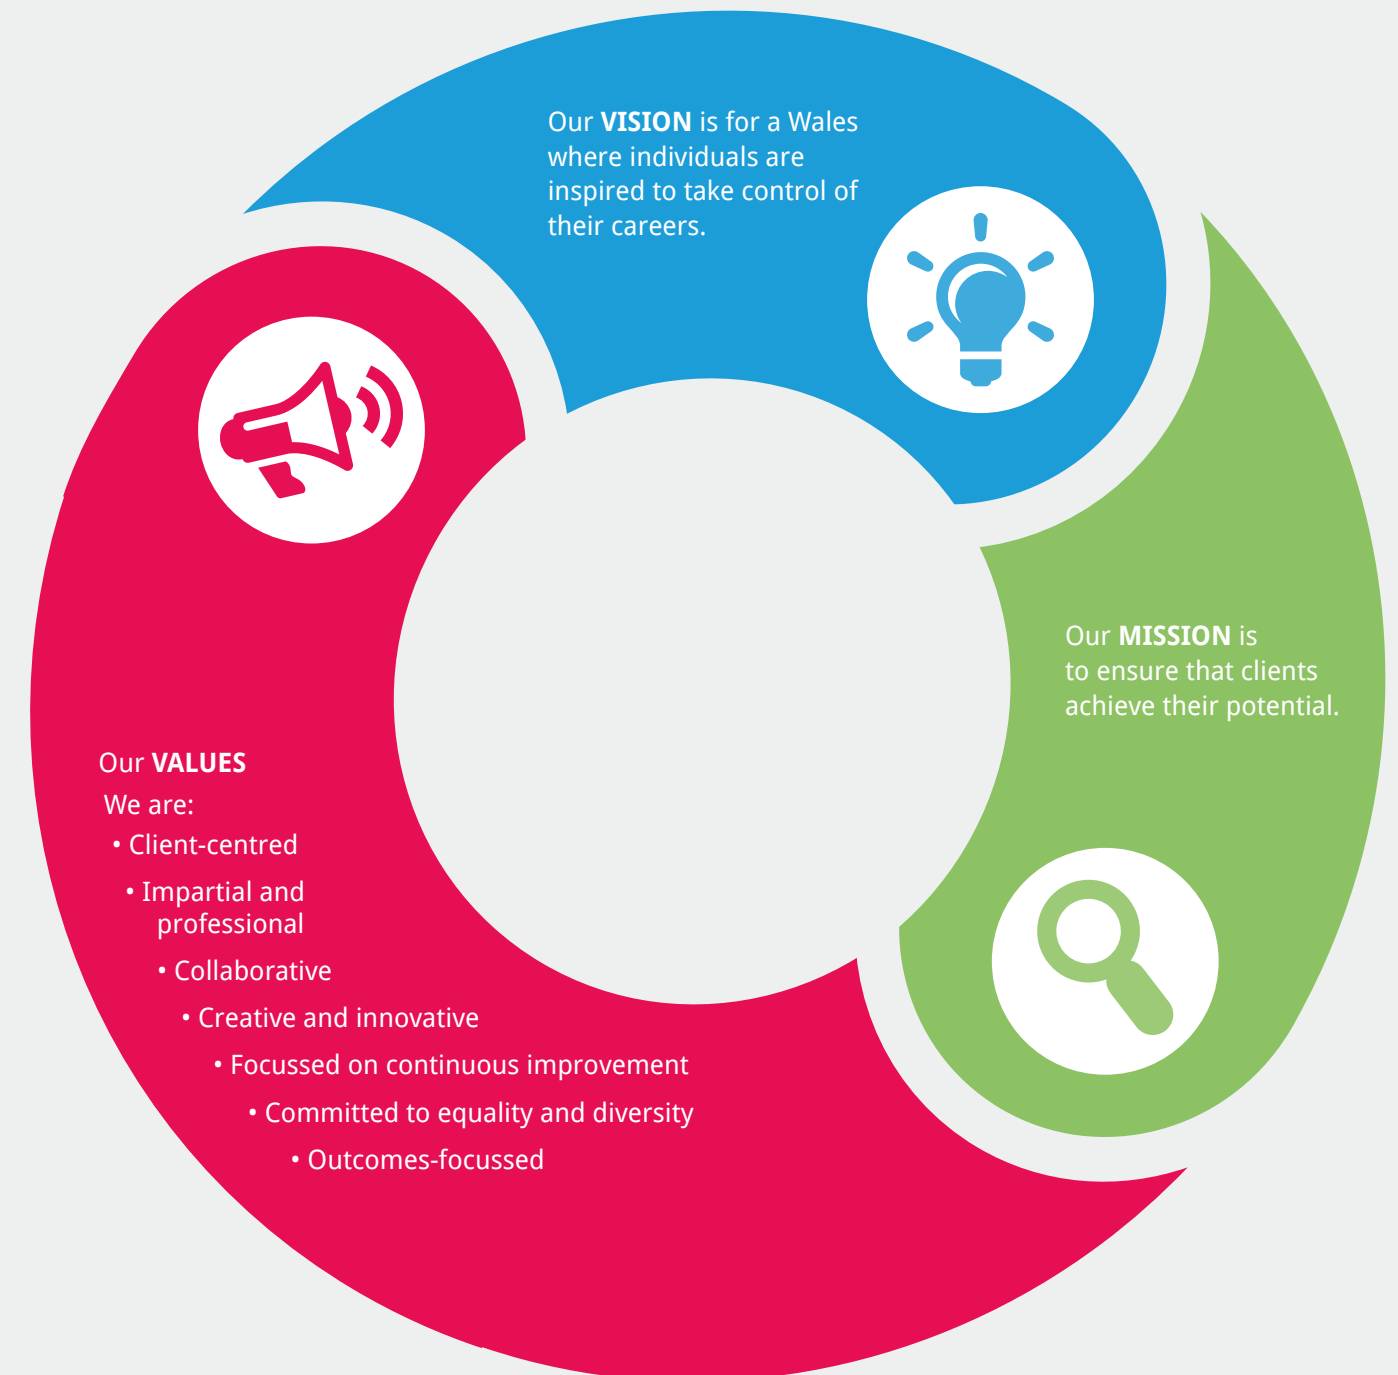 Our VISION is for a Wales
where individuals are
inspired to take control of
their careers.
Our MISSION is
to ensure that clients
achieve their potential.
Our VALUES
We are:
• Client-centred
• Impartial and
professional
• Collaborative
• Creative and innovative
• Focussed on continuous improvement
• Committed to equality and diversity
• Outcomes-focussed